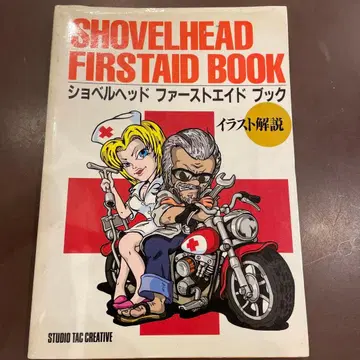 SHOVELHEAD
FIRSTAID BOOK
ショベルヘッド ファーストエイド ブック
イラスト解説
STUDIO TAC CREATIVE